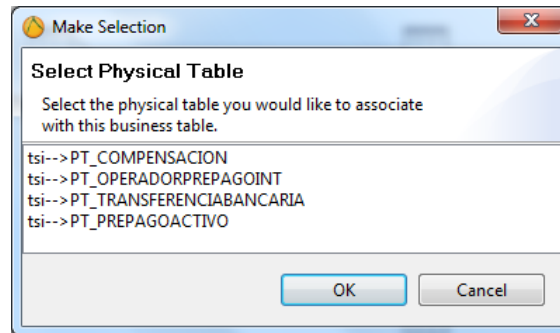 Make Selection
Select Physical Table
Select the physical table you would like to associate
with this business table.
tsi-->PT_COMPENSACION
tsi-->PT_OPERADORPREPAGOINT
tsi-->PT_TRANSFERENCIABANCARIA
tsi-->PT_PREPAGOACTIVO
OK
Cancel